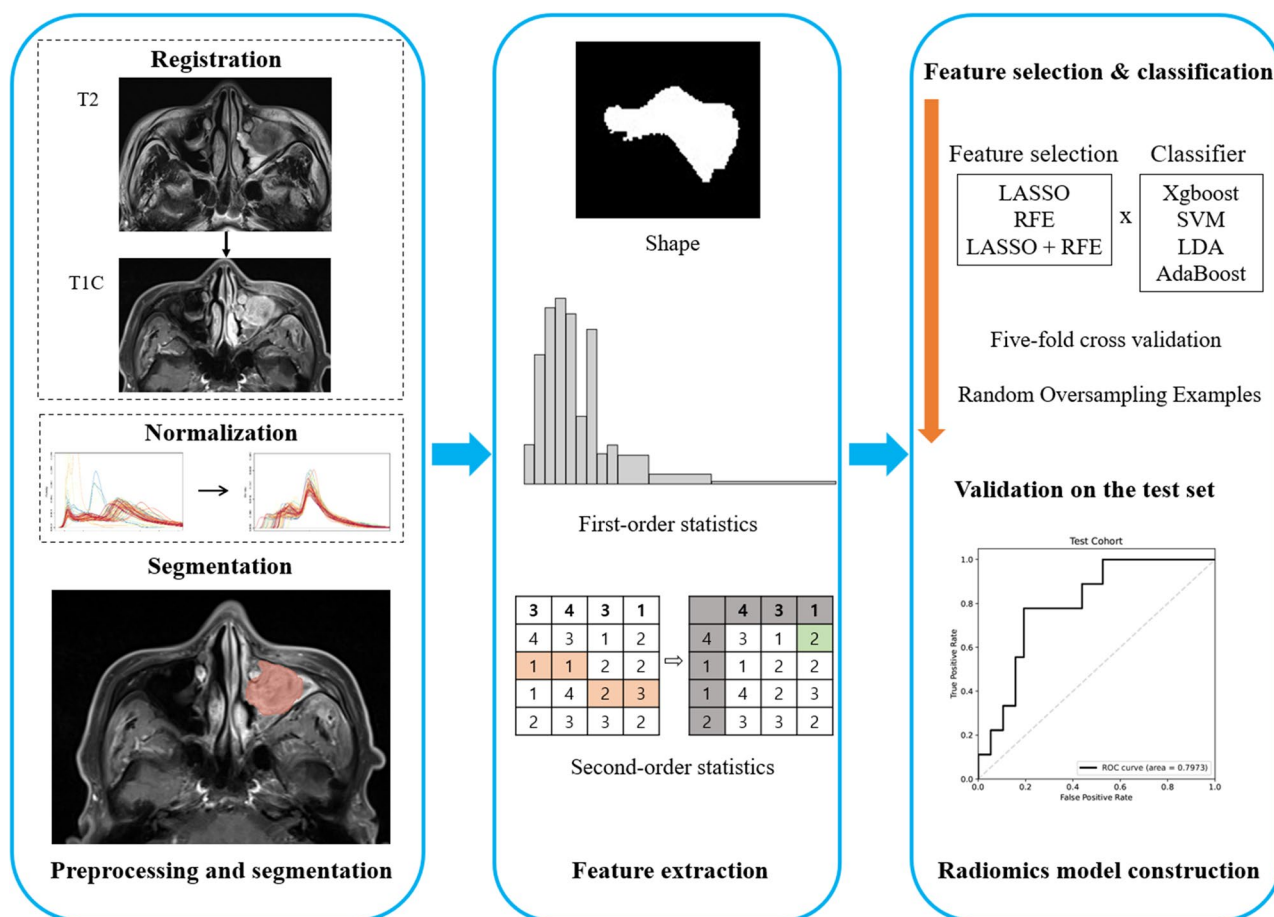 Registration
T2
T1C
Normalization
Segmentation
Preprocessing and segmentation
Shape
First-order statistics
3 4 3 1
4 3 1 2
1 1 2 2
1 4 2 3
2 3 3 2
⇨
4 3 1
4 3 1 2
1 1 2 2
1 4 2 3
2 3 3 2
Second-order statistics
Feature extraction
Feature selection & classification
Feature selection
LASSO
RFE
LASSO + RFE
x
Classifier
Xgboost
SVM
LDA
AdaBoost
Five-fold cross validation
Random Oversampling Examples
Validation on the test set
Test Cohort
True Positive Rate
1.0
0.8
0.6
0.4
0.2
0.0
ROC curve (area = 0.7973)
0.0 0.2 0.4 0.6 0.8 1.0
False Positive Rate
Radiomics model construction